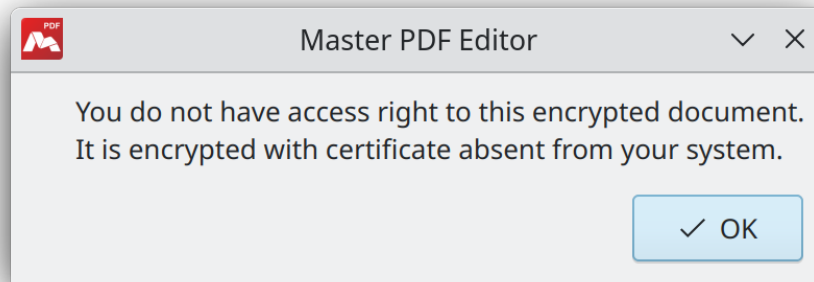 PDF
Master PDF Editor
You do not have access right to this encrypted document.
It is encrypted with certificate absent from your system.
OK